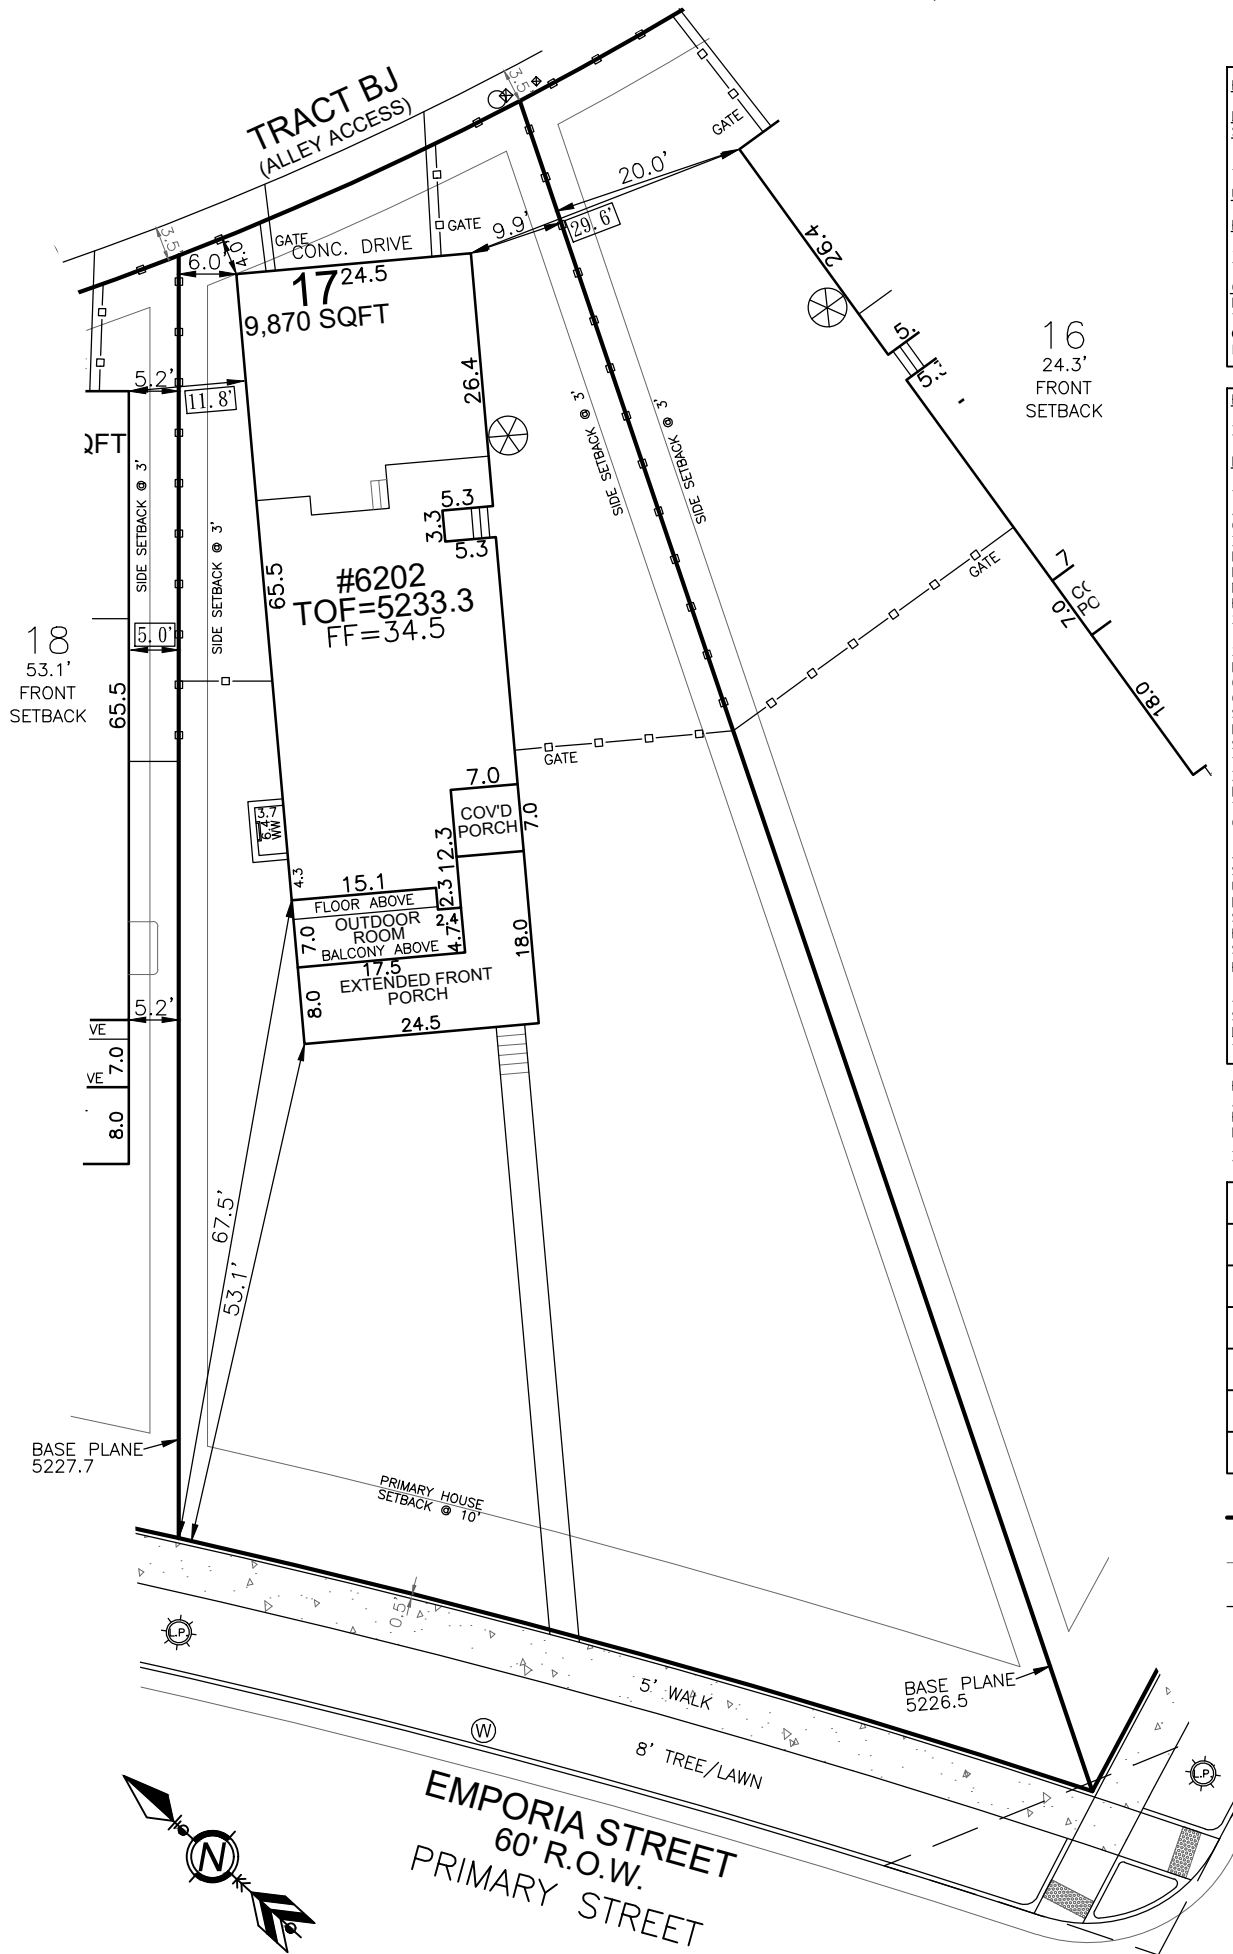 TRACT BJ
(ALLEY ACCESS)
3.5'
3.5'
GATE
20.0'
9.9'
29.6'
GATE
GATE
CONC. DRIVE
4.0'
6.0'
24.5
17
9,870 SQFT
26.4
26.4
16
24.3'
FRONT
SETBACK
5.2'
11.8'
QFT
SIDE SETBACK @ 3'
SIDE SETBACK @ 3'
SIDE SETBACK @ 3'
SIDE SETBACK @ 3'
5.3
3.3
5.3
65.5
#6202
TOF=5233.3
FF=34.5
GATE
7.0
18.0
18
53.1'
FRONT
SETBACK
5.0'
65.5
GATE
7.0
COV'D
PORCH
7.0
3.7
6.4
WW
12.3
4.3
15.1
2.3
FLOOR ABOVE
OUTDOOR
ROOM
BALCONY ABOVE
2.4
4.7
7.0
17.5
18.0
EXTENDED FRONT
PORCH
8.0
24.5
5.2'
VE
7.0
VE
8.0
67.5'
53.1'
BASE PLANE
5227.7
PRIMARY HOUSE
SETBACK @ 10'
0.5'
L.P.
5' WALK
BASE PLANE
5226.5
W
8' TREE/LAWN
L.P.
EMPORIA STREET
60' R.O.W.
PRIMARY STREET
N